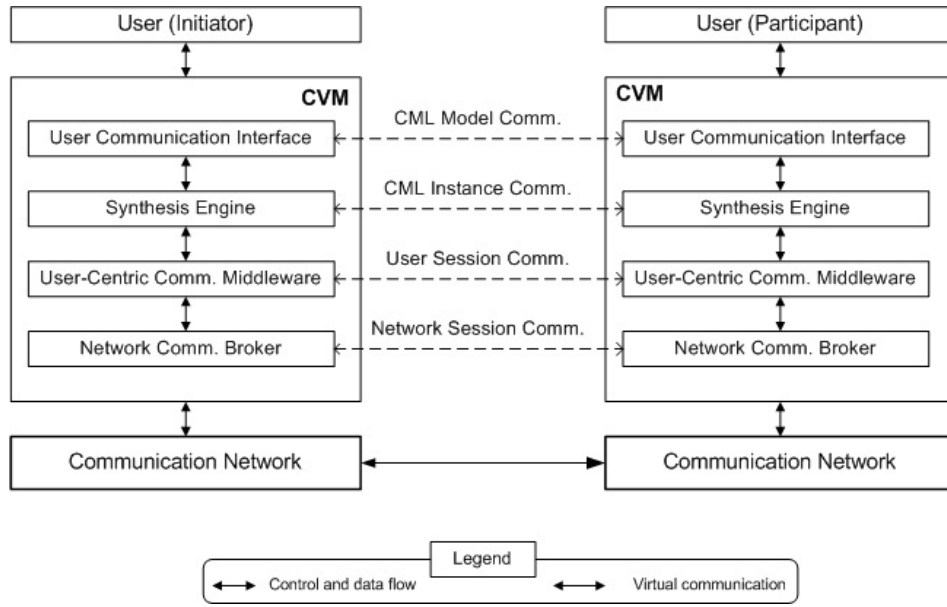 User (Initiator)
User (Participant)
CVM
CVM
CML Model Comm.
User Communication Interface
User Communication Interface
CML Instance Comm.
Synthesis Engine
Synthesis Engine
User Session Comm.
User-Centric Comm. Middleware
User-Centric Comm. Middleware
Network Session Comm.
Network Comm. Broker
Network Comm. Broker
Communication Network
Communication Network
Legend
Control and data flow
Virtual communication